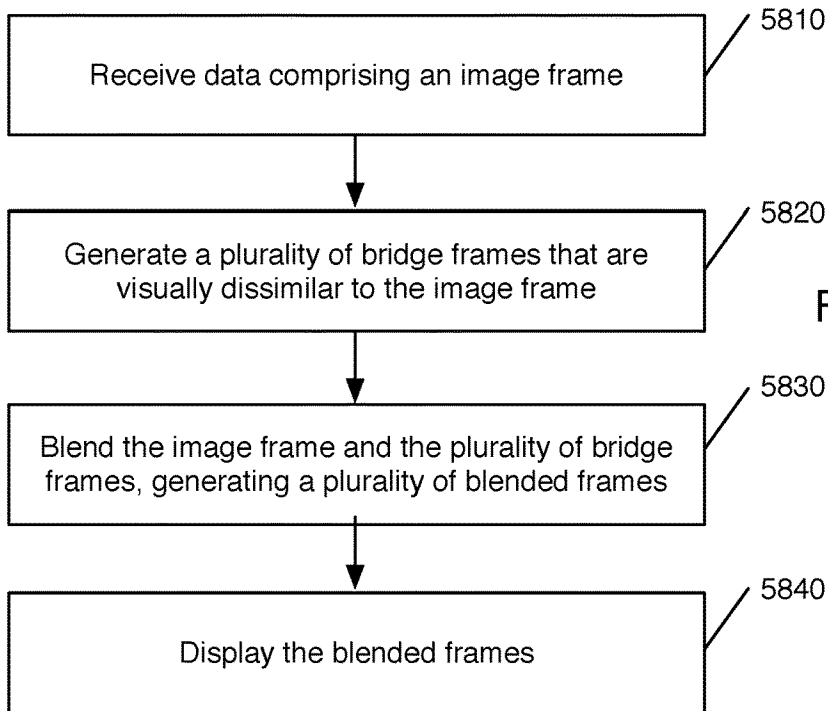 5810
Receive data comprising an image frame
5820
Generate a plurality of bridge frames that are
visually dissimilar to the image frame
F
5830
Blend the image frame and the plurality of bridge
frames, generating a plurality of blended frames
5840
Display the blended frames